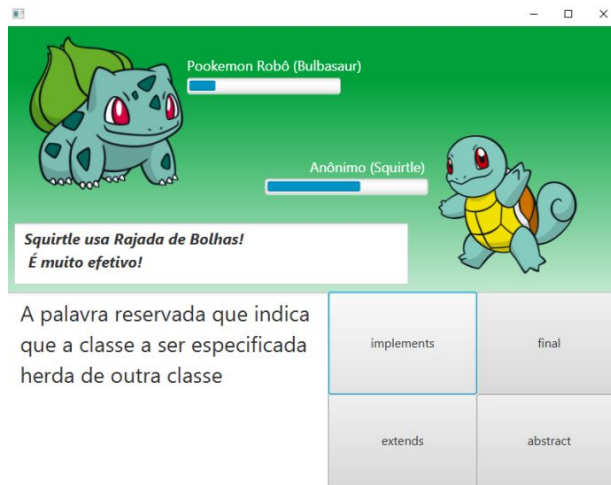 Pookemon Robô (Bulbasaur)
Anônimo (Squirtle)
Squirtle usa Rajada de Bolhas!
É muito efetivo!
A palavra reservada que indica
que a classe a ser especificada
herda de outra classe
implements
final
extends
abstract